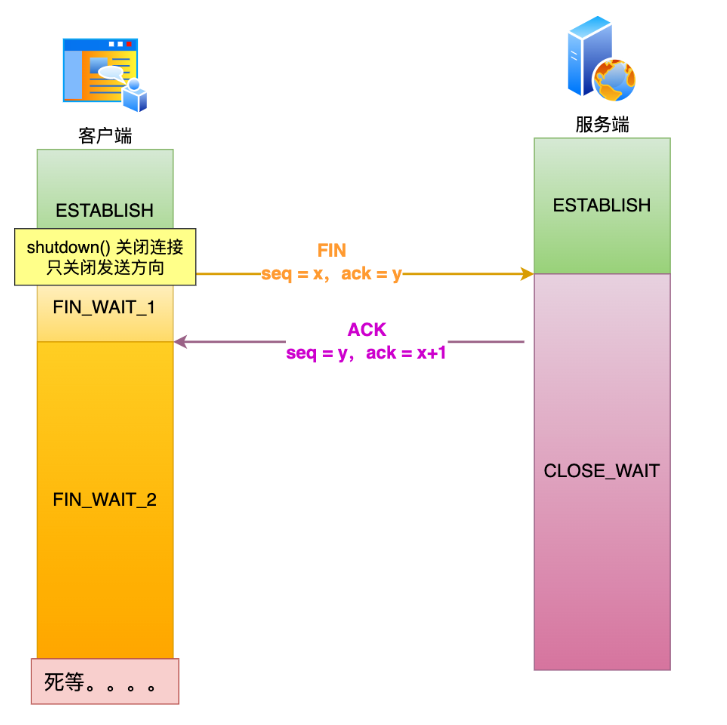 客户端
服务端
ESTABLISH
ESTABLISH
shutdown() 关闭连接
只关闭发送方向
FIN
seq = x，ack = y
FIN_WAIT_1
ACK
seq = y，ack = x+1
CLOSE_WAIT
FIN_WAIT_2
死等。。。。